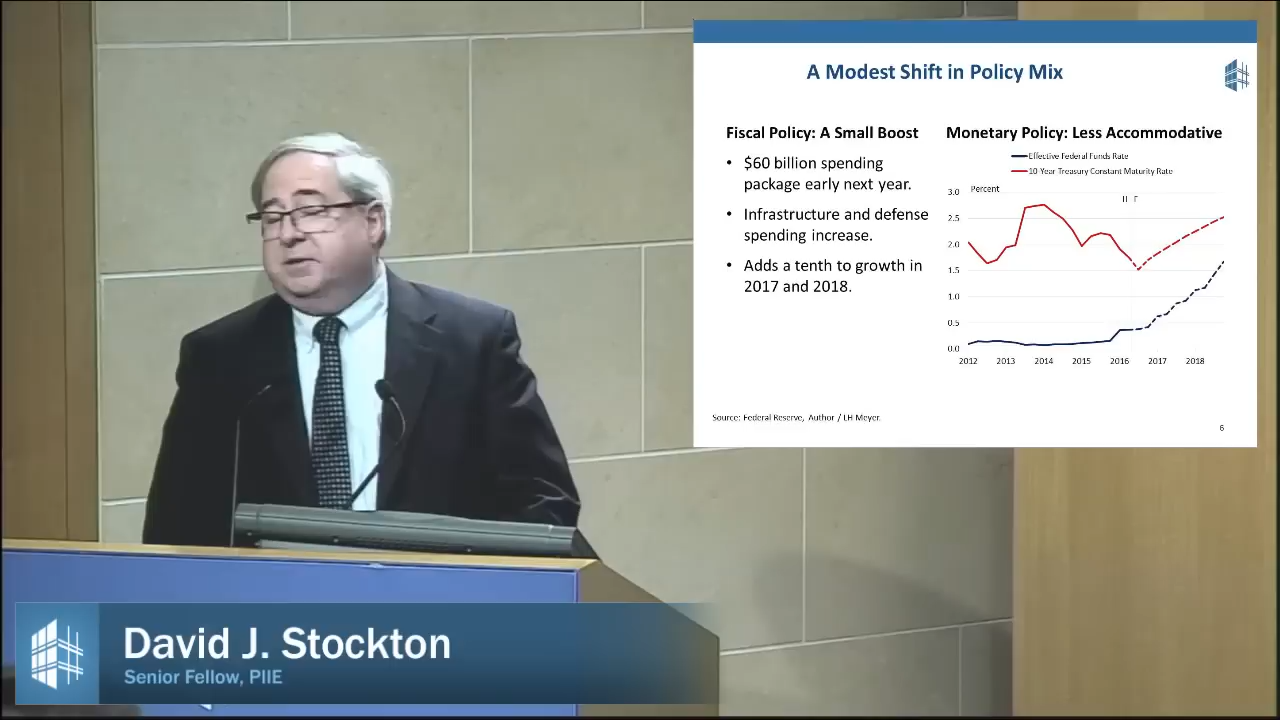 A Modest Shift in Policy Mix
Fiscal Policy: A Small Boost
• $60 billion spending
package early next year.
• Infrastructure and defense
spending increase.
• Adds a tenth to growth in
2017 and 2018.
Monetary Policy: Less Accommodative
Effective Federal Funds Rate
10 Year Treasury Constant Maturity Rate
Percent
3.0
2.5
2.0
1.5
1.0
0.5
0.0
2012 2013 2014 2015 2016 2017 2018
Source: Federal Reserve, Author / LH Meyer.
6
David J. Stockton
Senior Fellow, PIIE